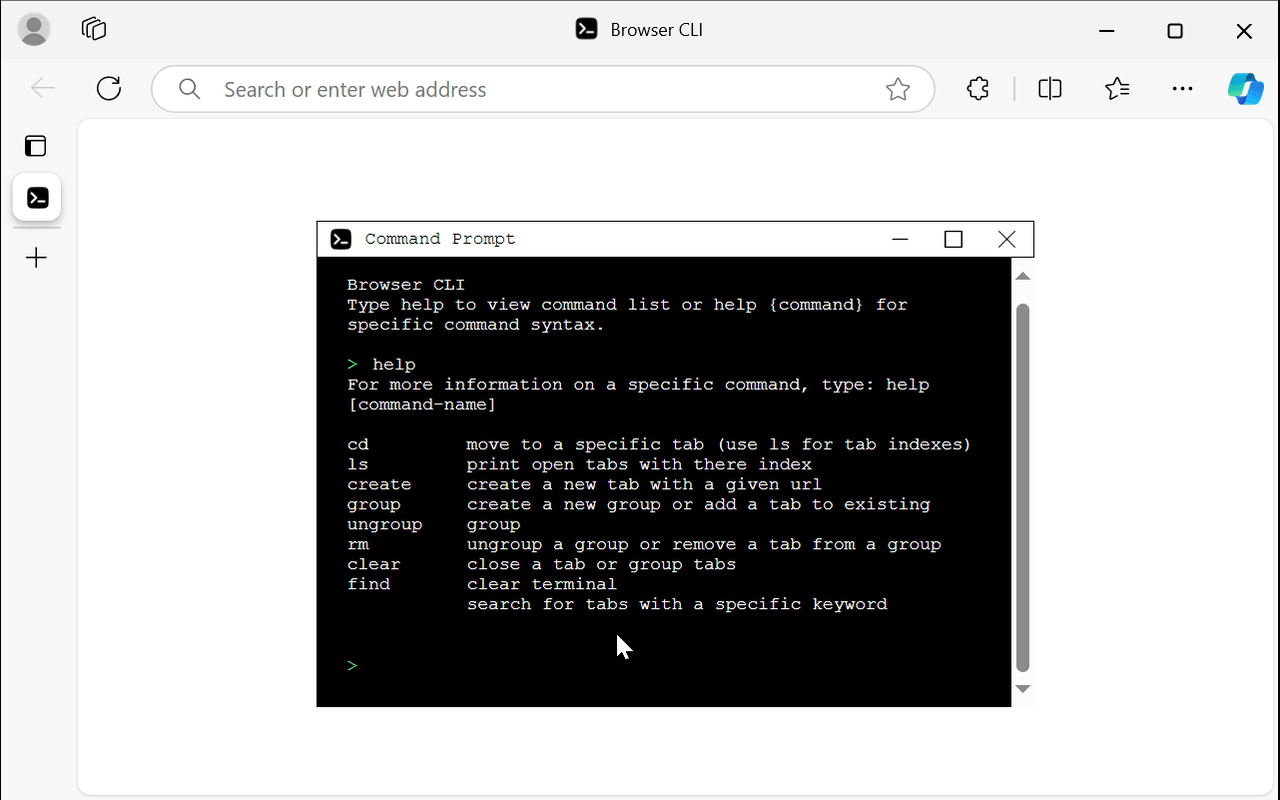 Browser CLI
Search or enter web address
Command Prompt
Browser CLI
Type help to view command list or help {command} for
specific command syntax.
> help
For more information on a specific command, type: help
[command-name]
cd move to a specific tab (use ls for tab indexes)
ls print open tabs with there index
create create a new tab with a given url
group create a new group or add a tab to existing
ungroup group
rm ungroup a group or remove a tab from a group
clear close a tab or group tabs
find clear terminal
search for tabs with a specific keyword
>